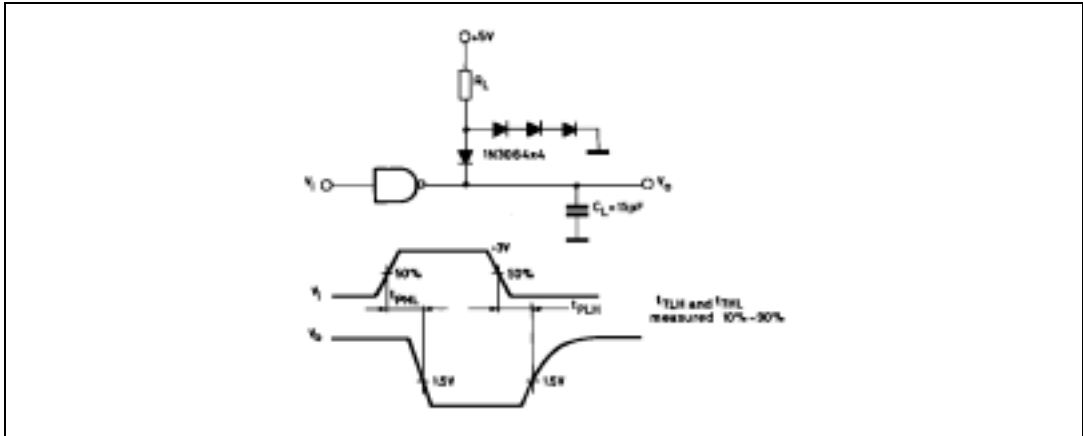 +5V
RL
1N3064x4
Vi
Vo
CL = 15pF
3V
50%
50%
Vi
tPHL
tPLH
tTLH and tTHL
measured 10%-90%
Vo
1.5V
1.5V